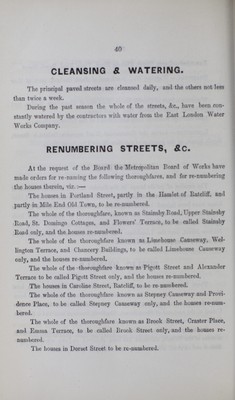 40
CLEANSING & WATERING.
The principal paved streets are cleansed daily, and the others not less
than twice a week.
During the past season the whole of the streets, &c., have been con-
stantly watered by the contractors with water from the East London Water
Works Company.
RENUMBERING STREETS, &c.
At the request of the Board the Metropolitan Board of Works have
made orders for re-naming the following thoroughfares, and for re-numbering
the houses therein, viz.:—
The houses in Portland Street, partly in the Hamlet of Ratcliff, and
partly in Mile End Old Town, to be re-numbered.
The whole of the thoroughfare, known as Stainsby Road, Upper Stainsby
Road, St. Domingo Cottages, and Flowers' Terrace, to be called Stainsby
Road only, and the houses re-numbered.
The whole of the thoroughfare known as Limehouse Causeway, Wel-
lington Terrace, and Chancery Buildings, to be called Limehouse Causeway
only, and the houses re-numbered,
The whole of the thoroughfare known as Pigott Street and Alexander
Terrace to be called Pigott Street only, and the houses re-numbered.
The houses in Caroline Street, Ratcliff, to be re-numbered.
The whole of the thoroughfare known as Stepney Causeway and Provi-
dence Place, to be called Stepney Causeway only, and the houses re-num-
bered.
The whole of the thoroughfare known as Brook Street, Craster Place,
and Emma Terrace, to be called Brook Street only, and the houses re-
numbered.
The houses in Dorset Street to be re-numbered.